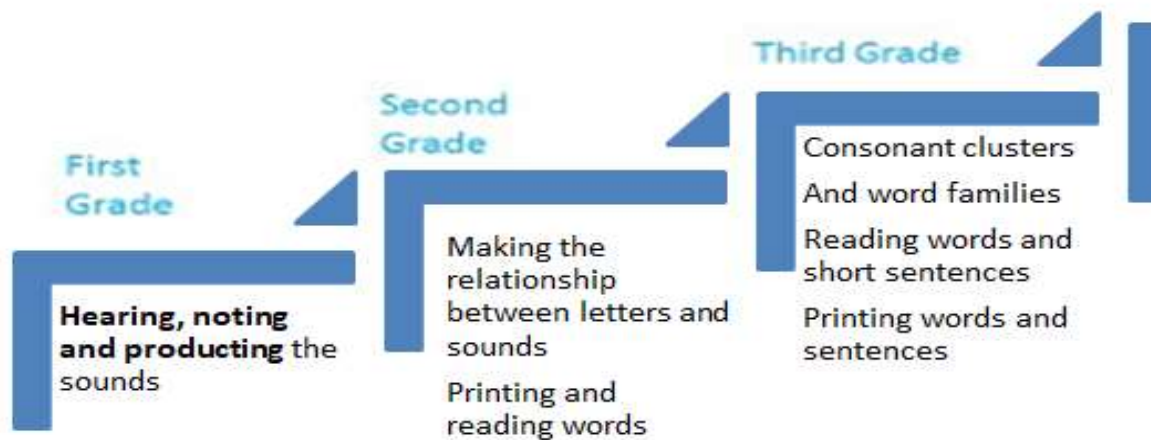 First
Grade
Hearing, noting
and producting the
sounds
Second
Grade
Making the
relationship
between letters and
sounds
Printing and
reading words
Third Grade
Consonant clusters
And word families
Reading words and
short sentences
Printing words and
sentences